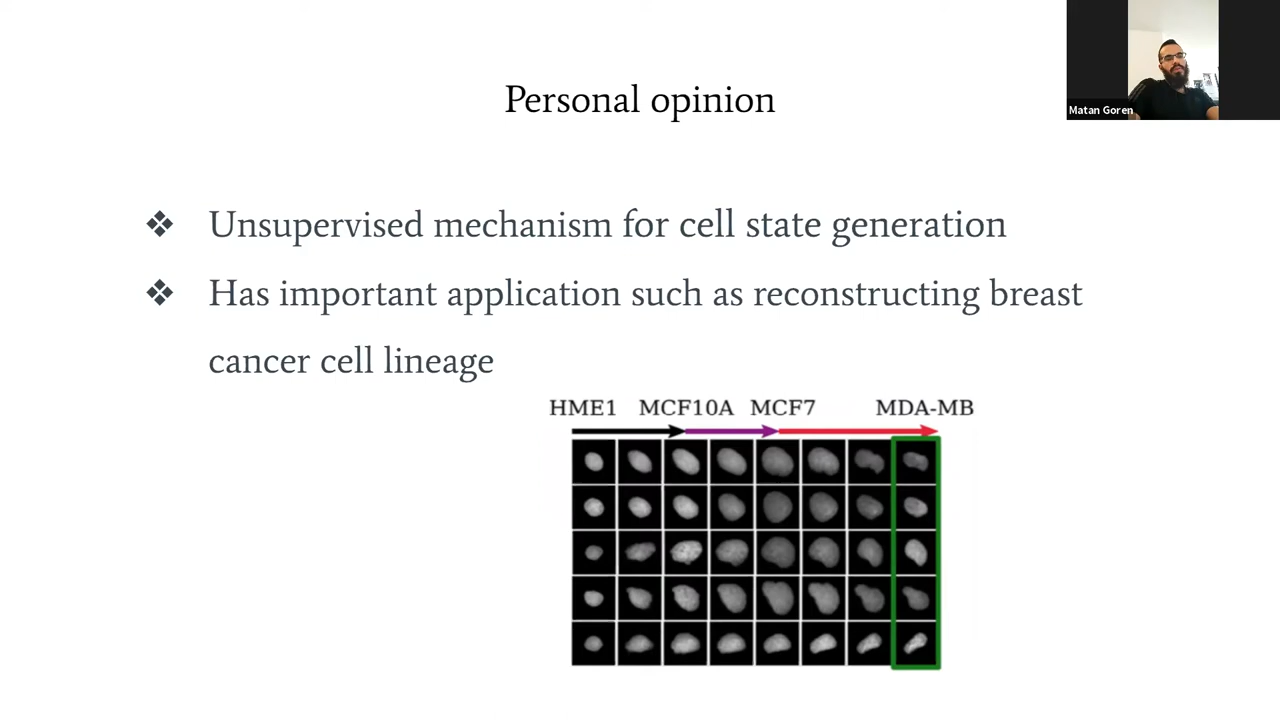 Personal opinion
Matan Goren
❖ Unsupervised mechanism for cell state generation
❖ Has important application such as reconstructing breast
cancer cell lineage
HME1 MCF10A MCF7 MDA-MB